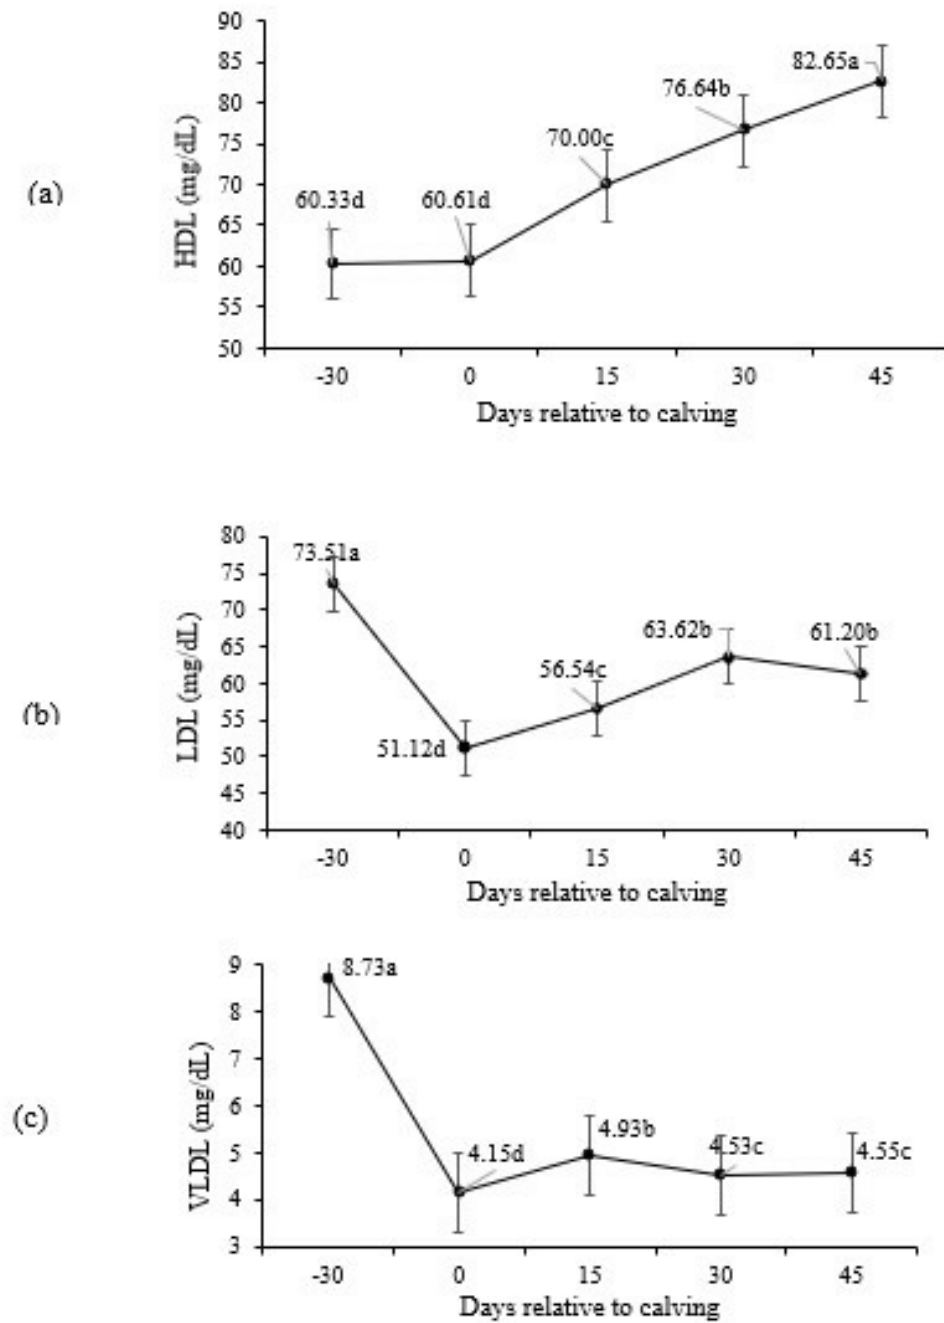 (a)
HDL (mg/dL)
90
85
80
75
70
65
60
55
50
60.33d
60.61d
70.00c
76.64b
82.65a
-30 0 15 30 45
Days relative to calving
(b)
LDL (mg/dL)
80
75
70
65
60
55
50
45
40
73.51a
51.12d
56.54c
63.62b
61.20b
-30 0 15 30 45
Days relative to calving
(c)
VLDL (mg/dL)
9
8
7
6
5
4
3
8.73a
4.15d
4.93b
4.53c
4.55c
-30 0 15 30 45
Days relative to calving